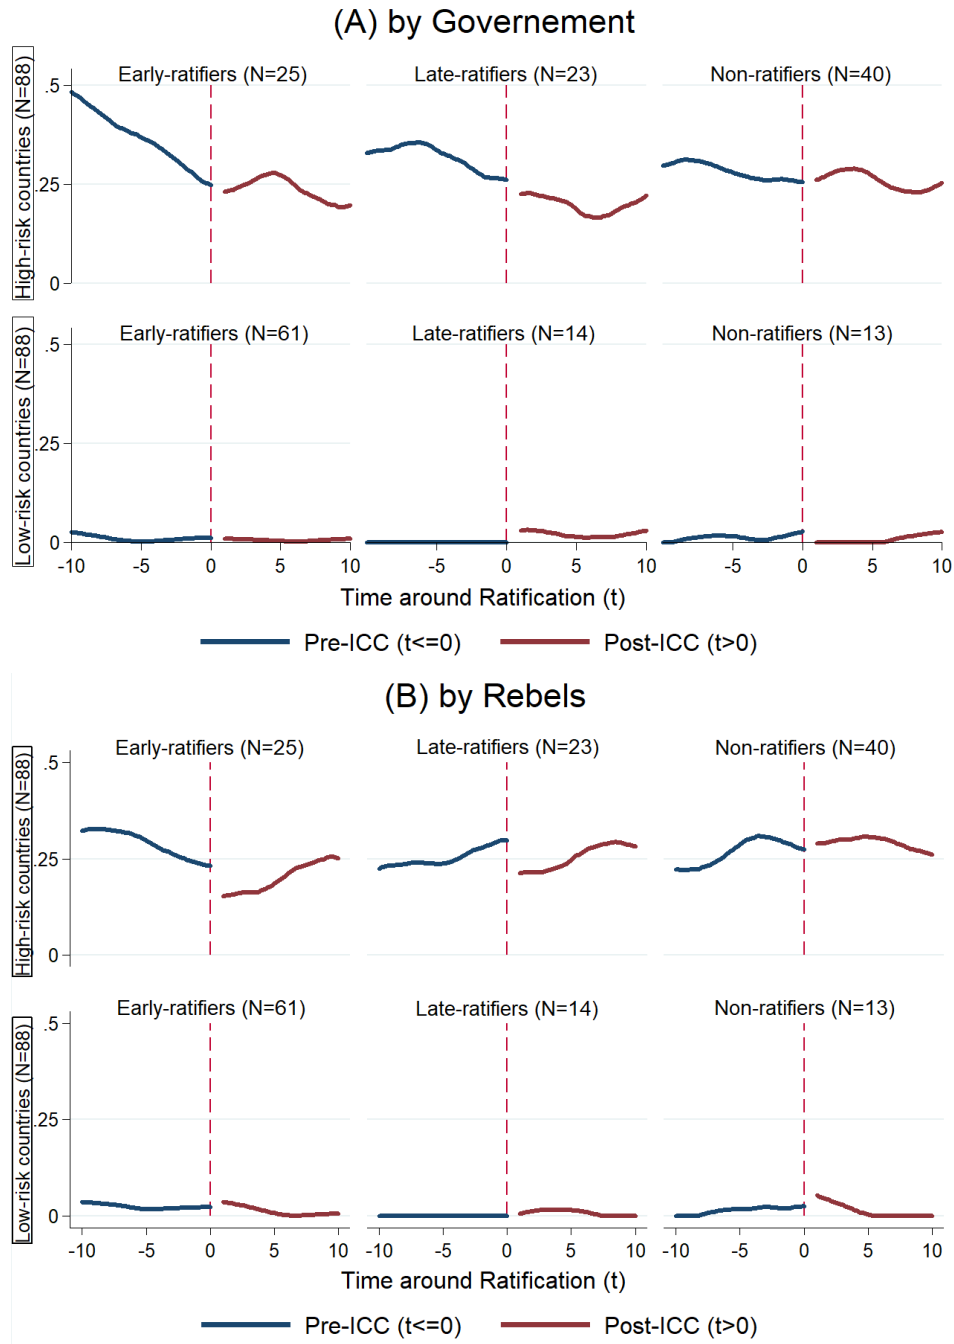 (A) by Governement
High-risk countries (N=88)
Early-ratifiers (N=25)
Late-ratifiers (N=23)
Non-ratifiers (N=40)
.5
.25
0
Low-risk countries (N=88)
Early-ratifiers (N=61)
Late-ratifiers (N=14)
Non-ratifiers (N=13)
.5
.25
0
-10 -5 0 5 10
-5 0 5 10
-5 0 5 10
Time around Ratification (t)
Pre-ICC (t<=0) Post-ICC (t>0)
(B) by Rebels
High-risk countries (N=88)
Early-ratifiers (N=25)
Late-ratifiers (N=23)
Non-ratifiers (N=40)
.5
.25
0
Low-risk countries (N=88)
Early-ratifiers (N=61)
Late-ratifiers (N=14)
Non-ratifiers (N=13)
.5
.25
0
-10 -5 0 5 10
-10 -5 0 5 10
-10 -5 0 5 10
Time around Ratification (t)
Pre-ICC (t<=0) Post-ICC (t>0)